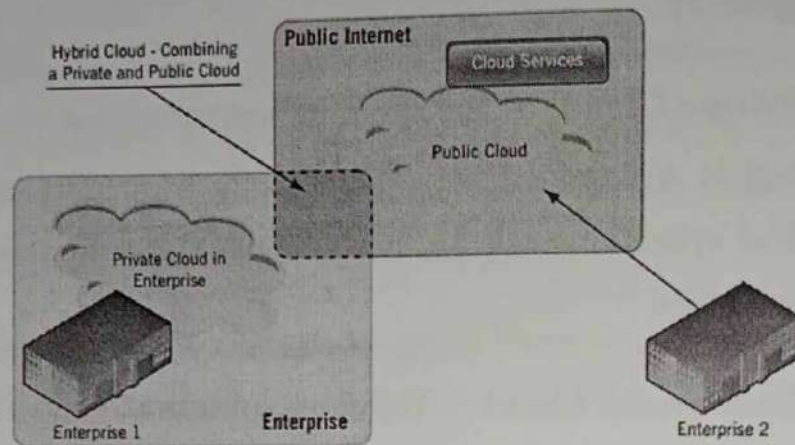 Hybrid Cloud - Combining
a Private and Public Cloud
Public Internet
Cloud Services
Public Cloud
Private Cloud in
Enterprise
Enterprise
Enterprise 1
Enterprise 2